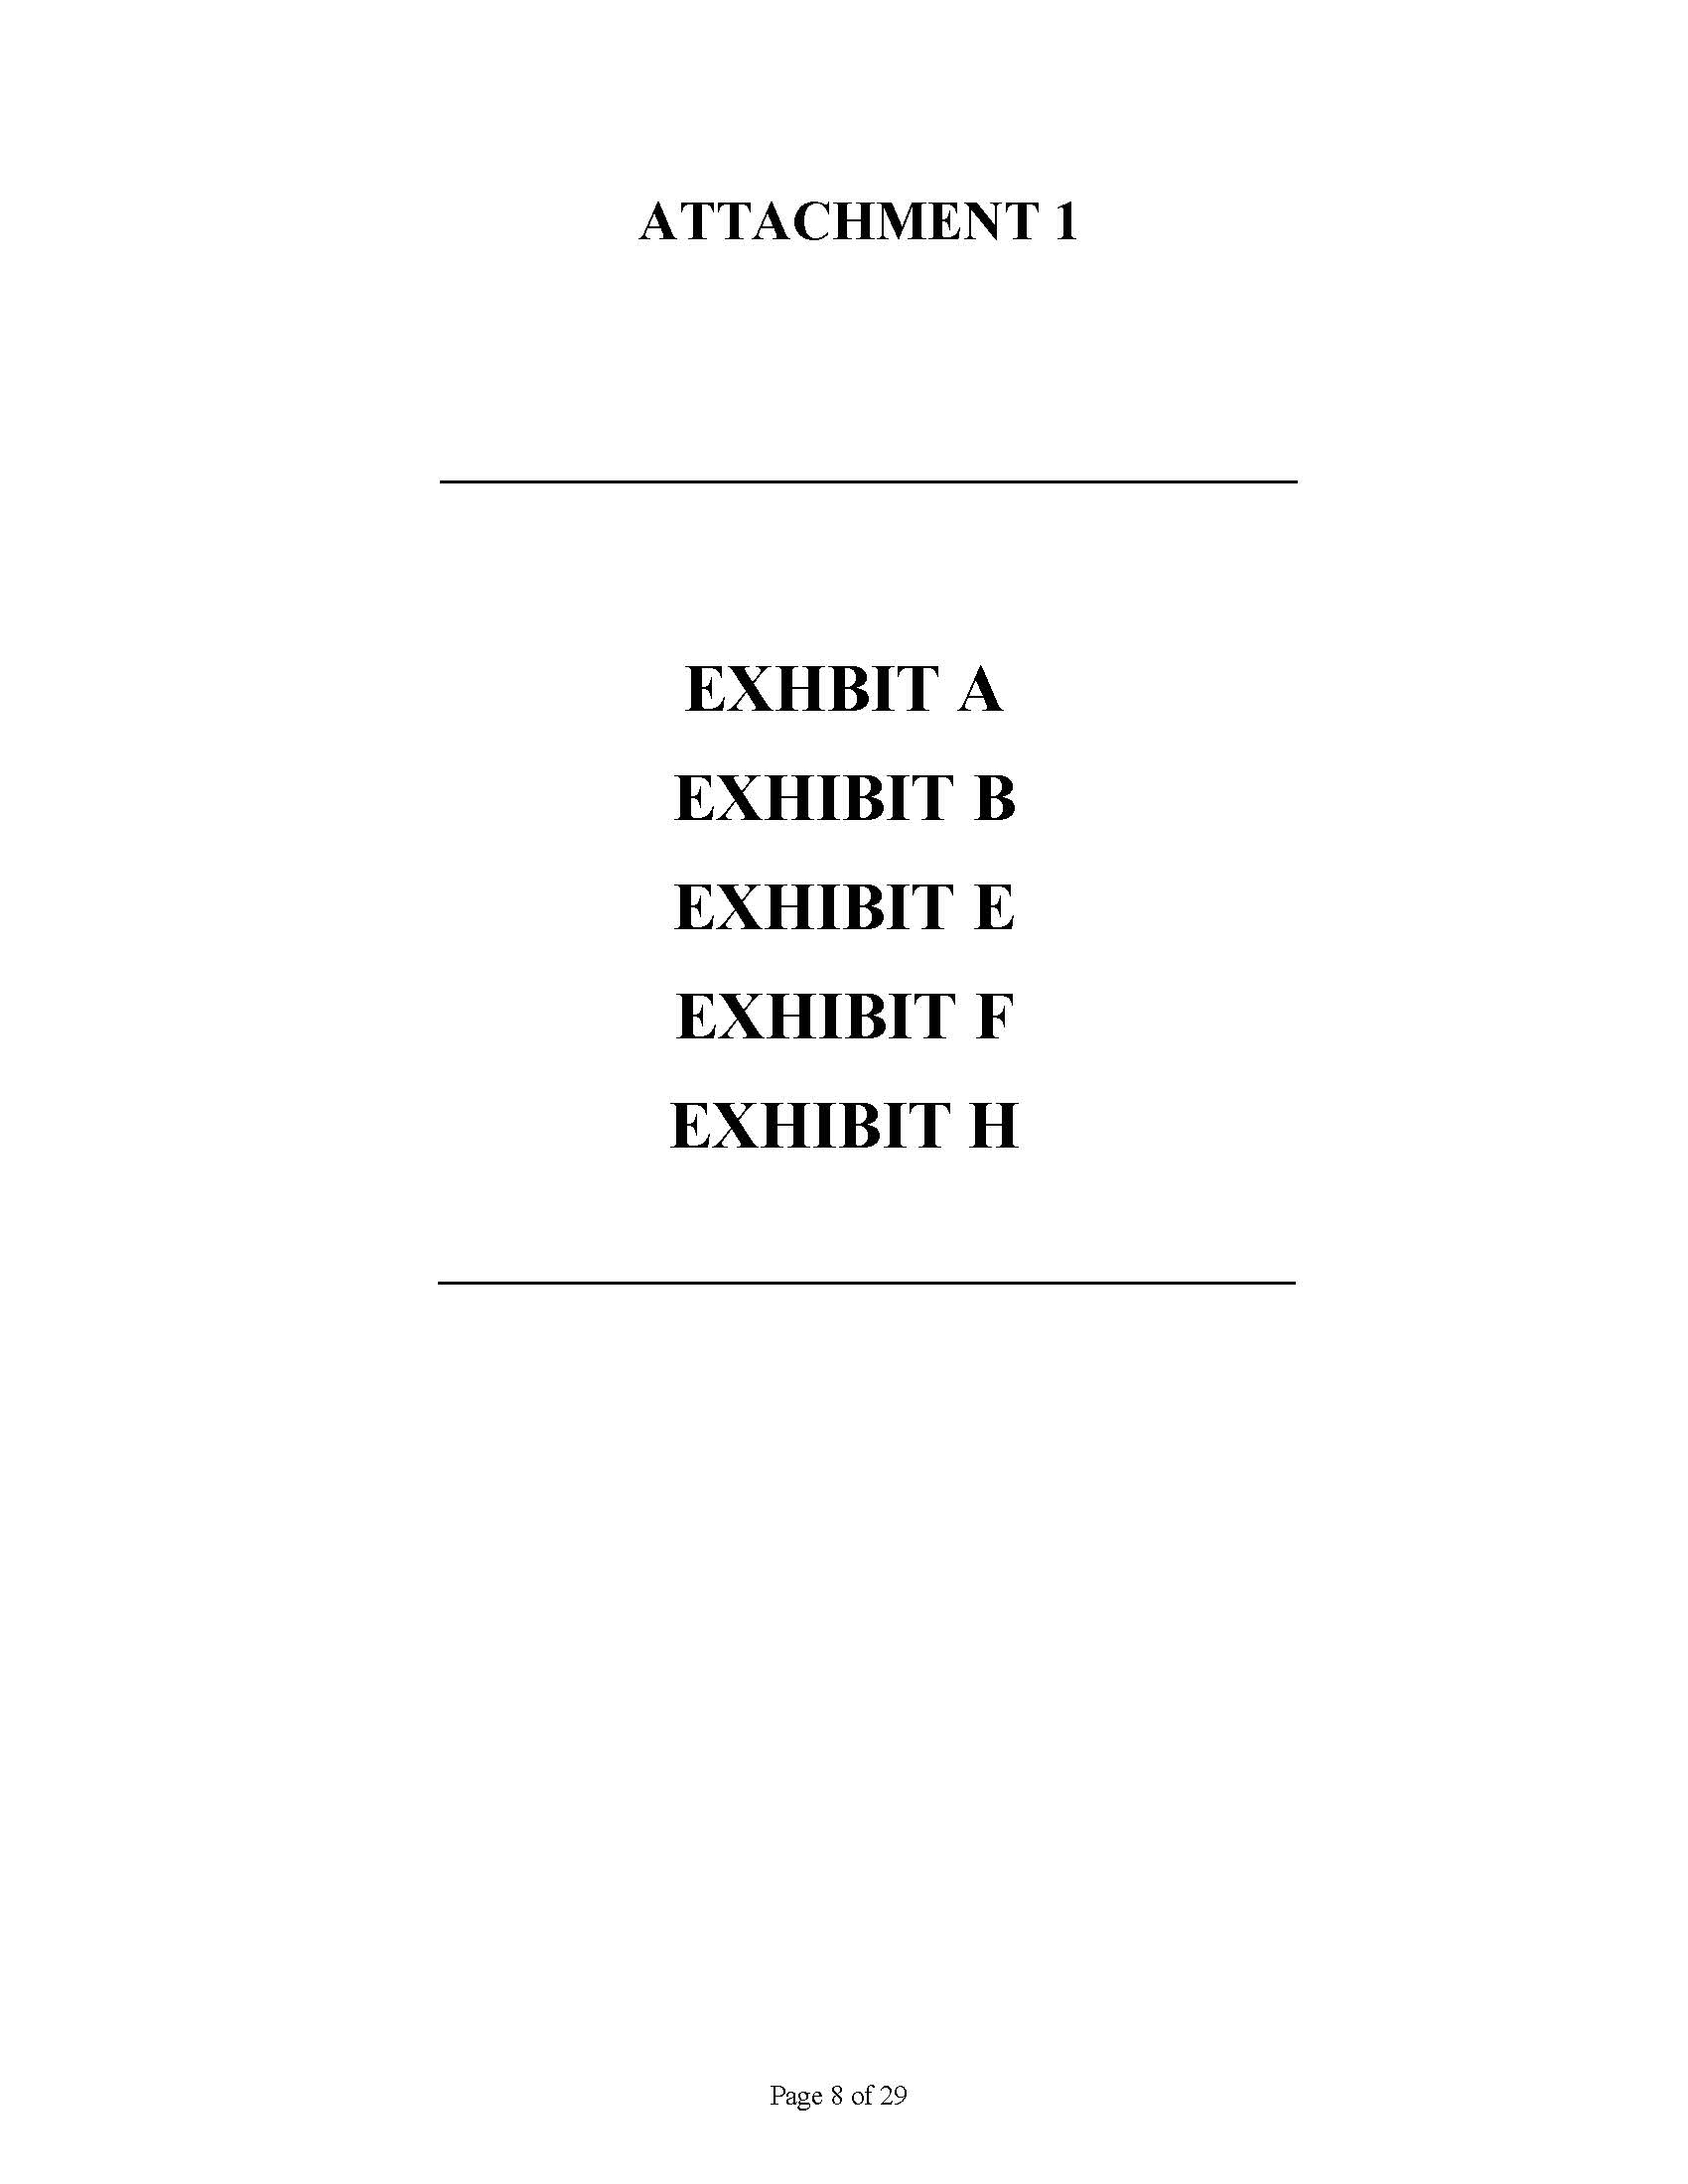 ATTACHMENT 1
EXHBIT A
EXHIBIT B
EXHIBIT E
EXHIBIT F
EXHIBIT H
Page 8 of 29